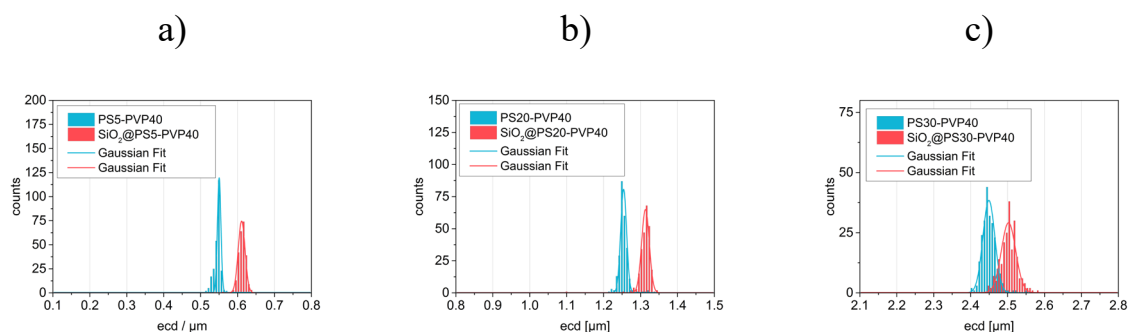 a)
b)
c)
200
175
150
125
100
75
50
25
0
counts
PS5-PVP40
SiO₂@PS5-PVP40
Gaussian Fit
Gaussian Fit
0.1 0.2 0.3 0.4 0.5 0.6 0.7 0.8
ecd / µm
150
125
100
75
50
25
0
counts
PS20-PVP40
SiO₂@PS20-PVP40
Gaussian Fit
Gaussian Fit
0.8 0.9 1.0 1.1 1.2 1.3 1.4 1.5
ecd [µm]
75
50
25
0
counts
PS30-PVP40
SiO₂@PS30-PVP40
Gaussian Fit
Gaussian Fit
2.1 2.2 2.3 2.4 2.5 2.6 2.7 2.8
ecd [µm]